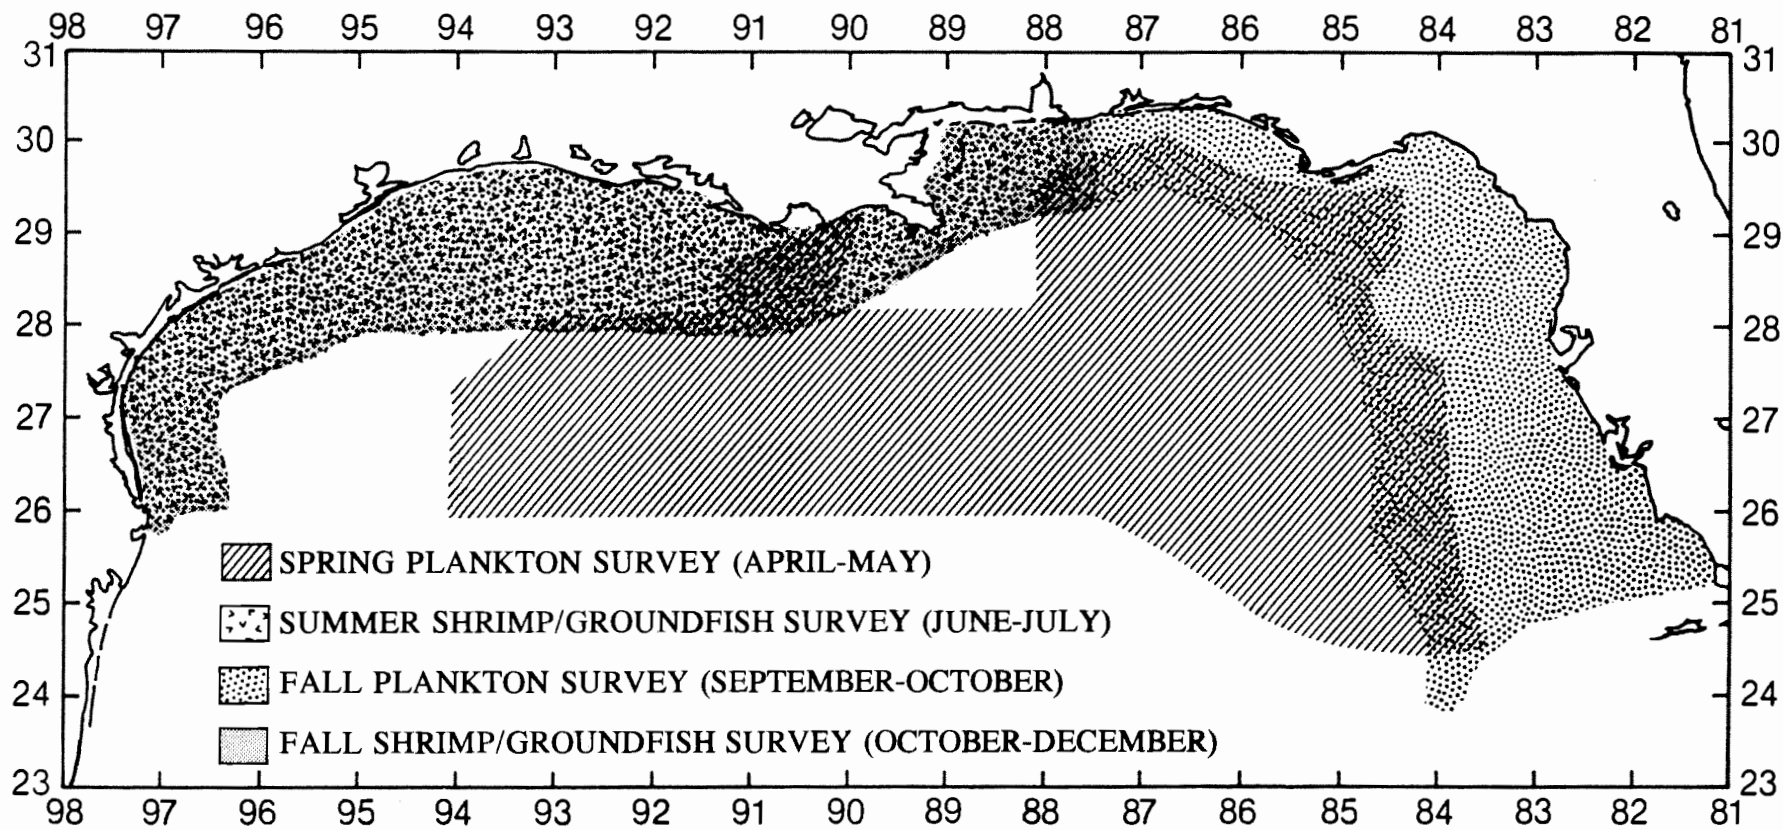 98 97 96 95 94 93 92 91 90 89 88 87 86 85 84 83 82 81
31 31
30 30
29 29
28 28
27 27
26 26
SPRING PLANKTON SURVEY (APRIL-MAY)
25 25
SUMMER SHRIMP/GROUNDFISH SURVEY (JUNE-JULY)
24 24
FALL PLANKTON SURVEY (SEPTEMBER-OCTOBER)
FALL SHRIMP/GROUNDFISH SURVEY (OCTOBER-DECEMBER)
23 23
98 97 96 95 94 93 92 91 90 89 88 87 86 85 84 83 82 81